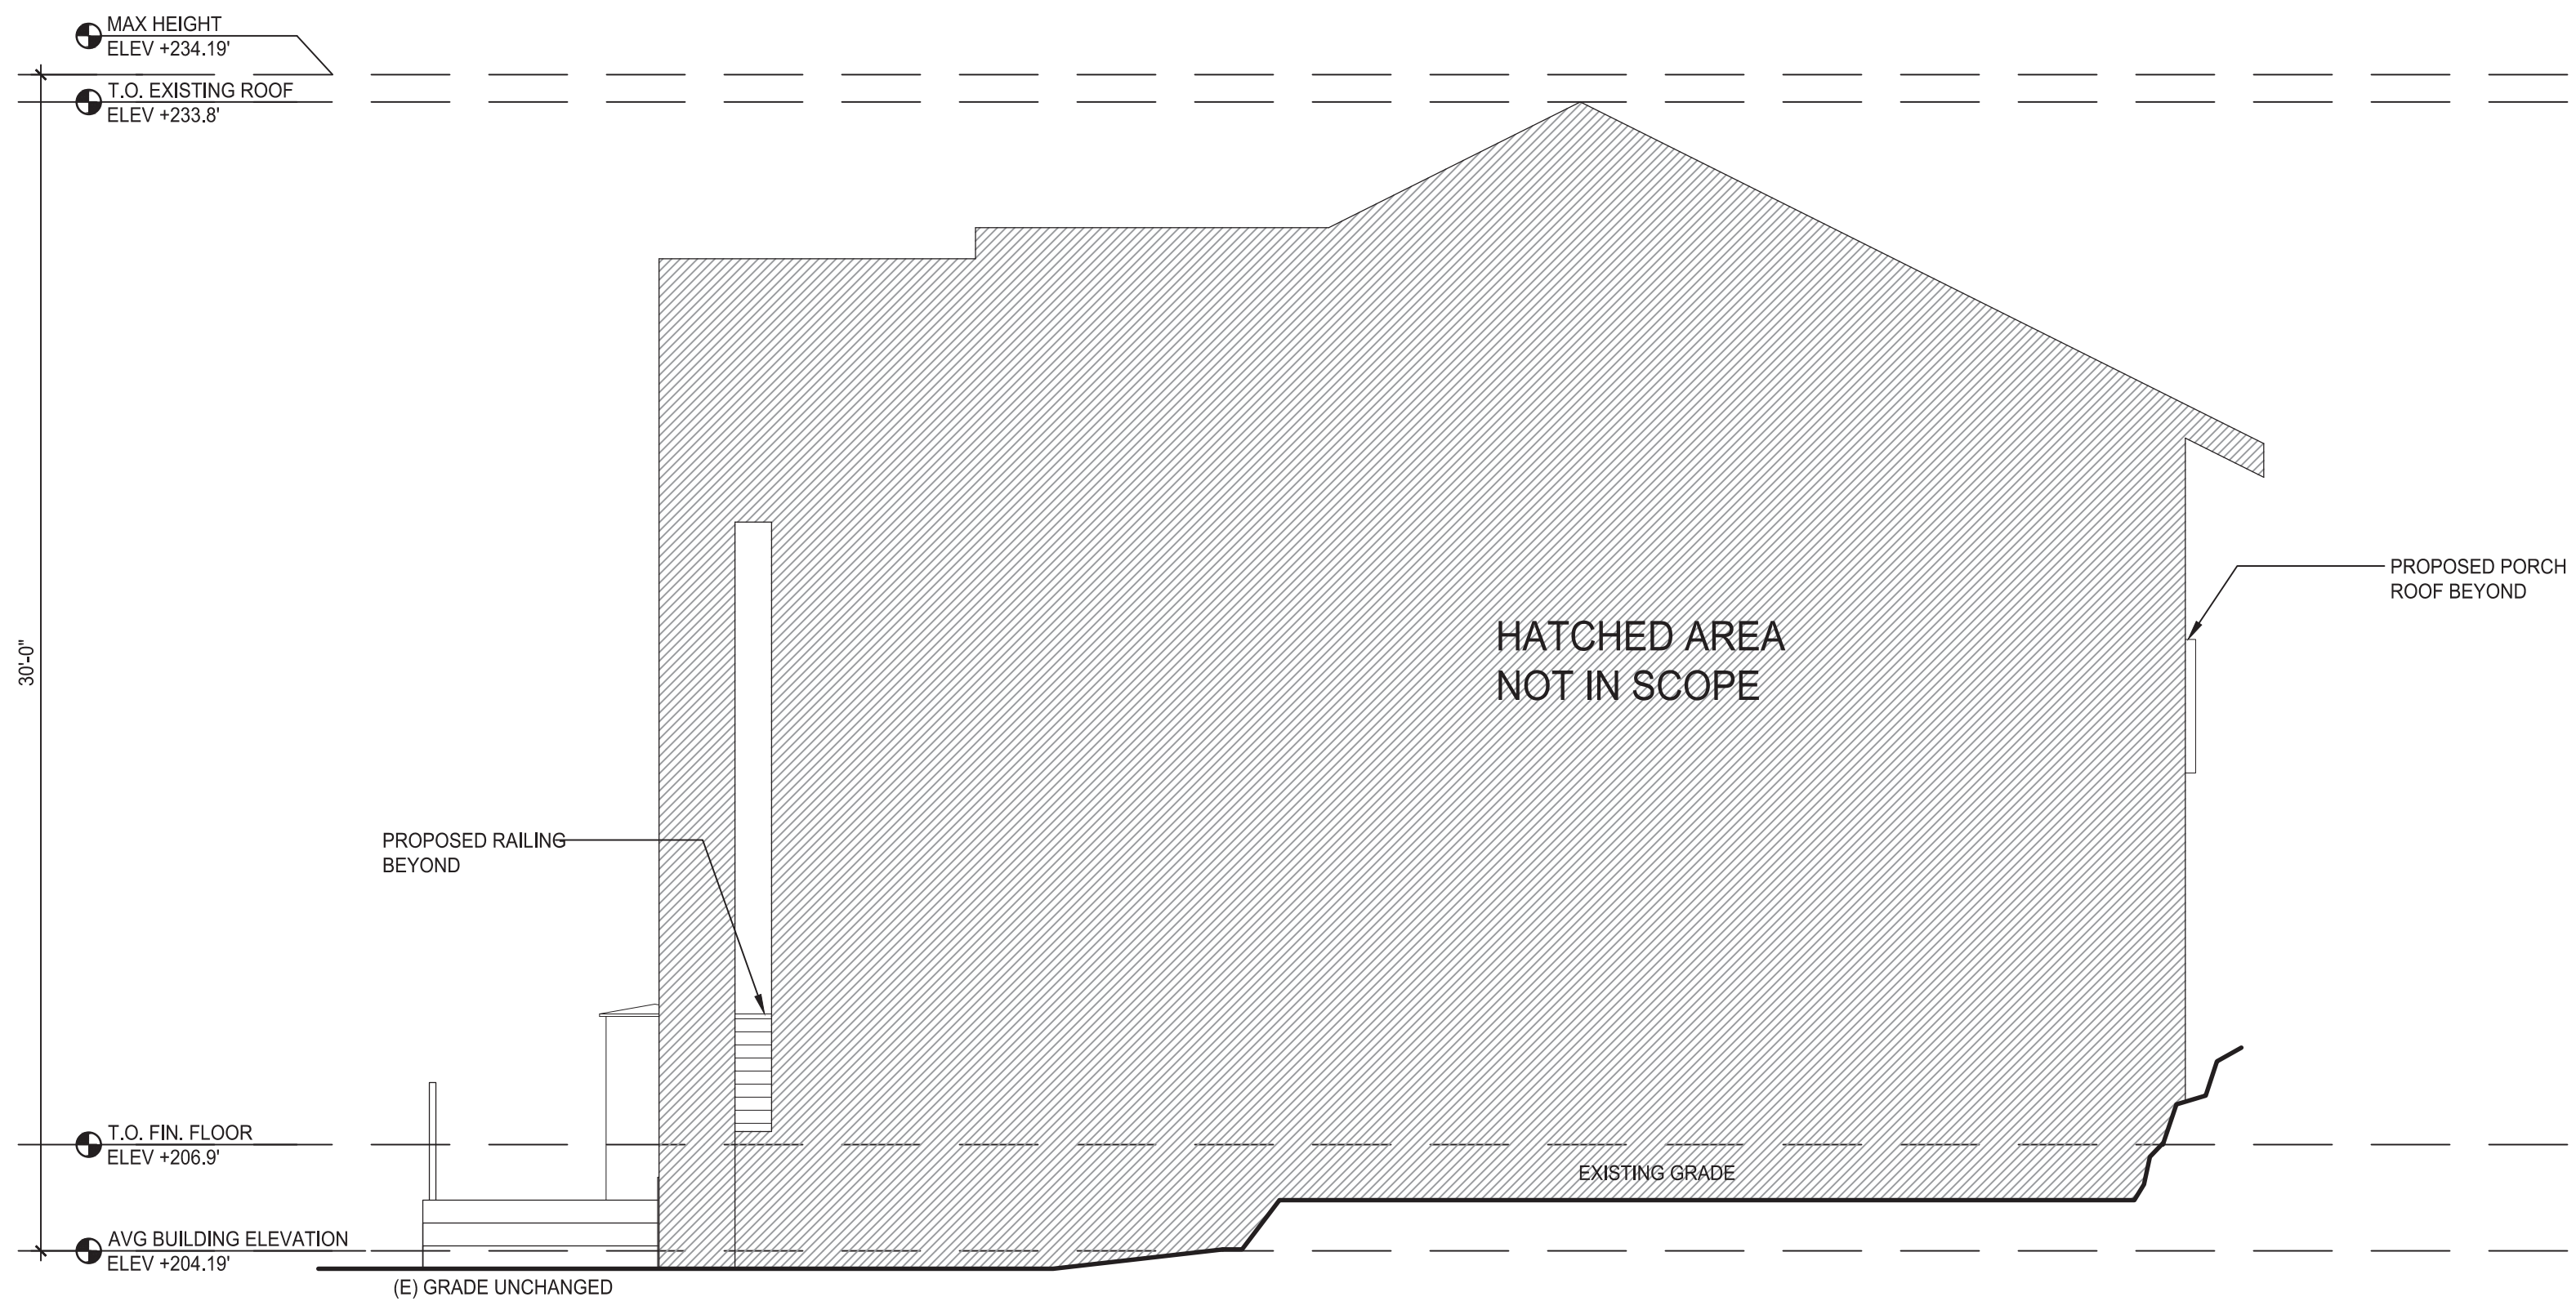 MAX HEIGHT
ELEV +234.19'
T.O. EXISTING ROOF
ELEV +233.8'
30'-0"
PROPOSED PORCH
ROOF BEYOND
HATCHED AREA
NOT IN SCOPE
PROPOSED RAILING
BEYOND
T.O. FIN. FLOOR
ELEV +206.9'
EXISTING GRADE
AVG BUILDING ELEVATION
ELEV +204.19'
(E) GRADE UNCHANGED